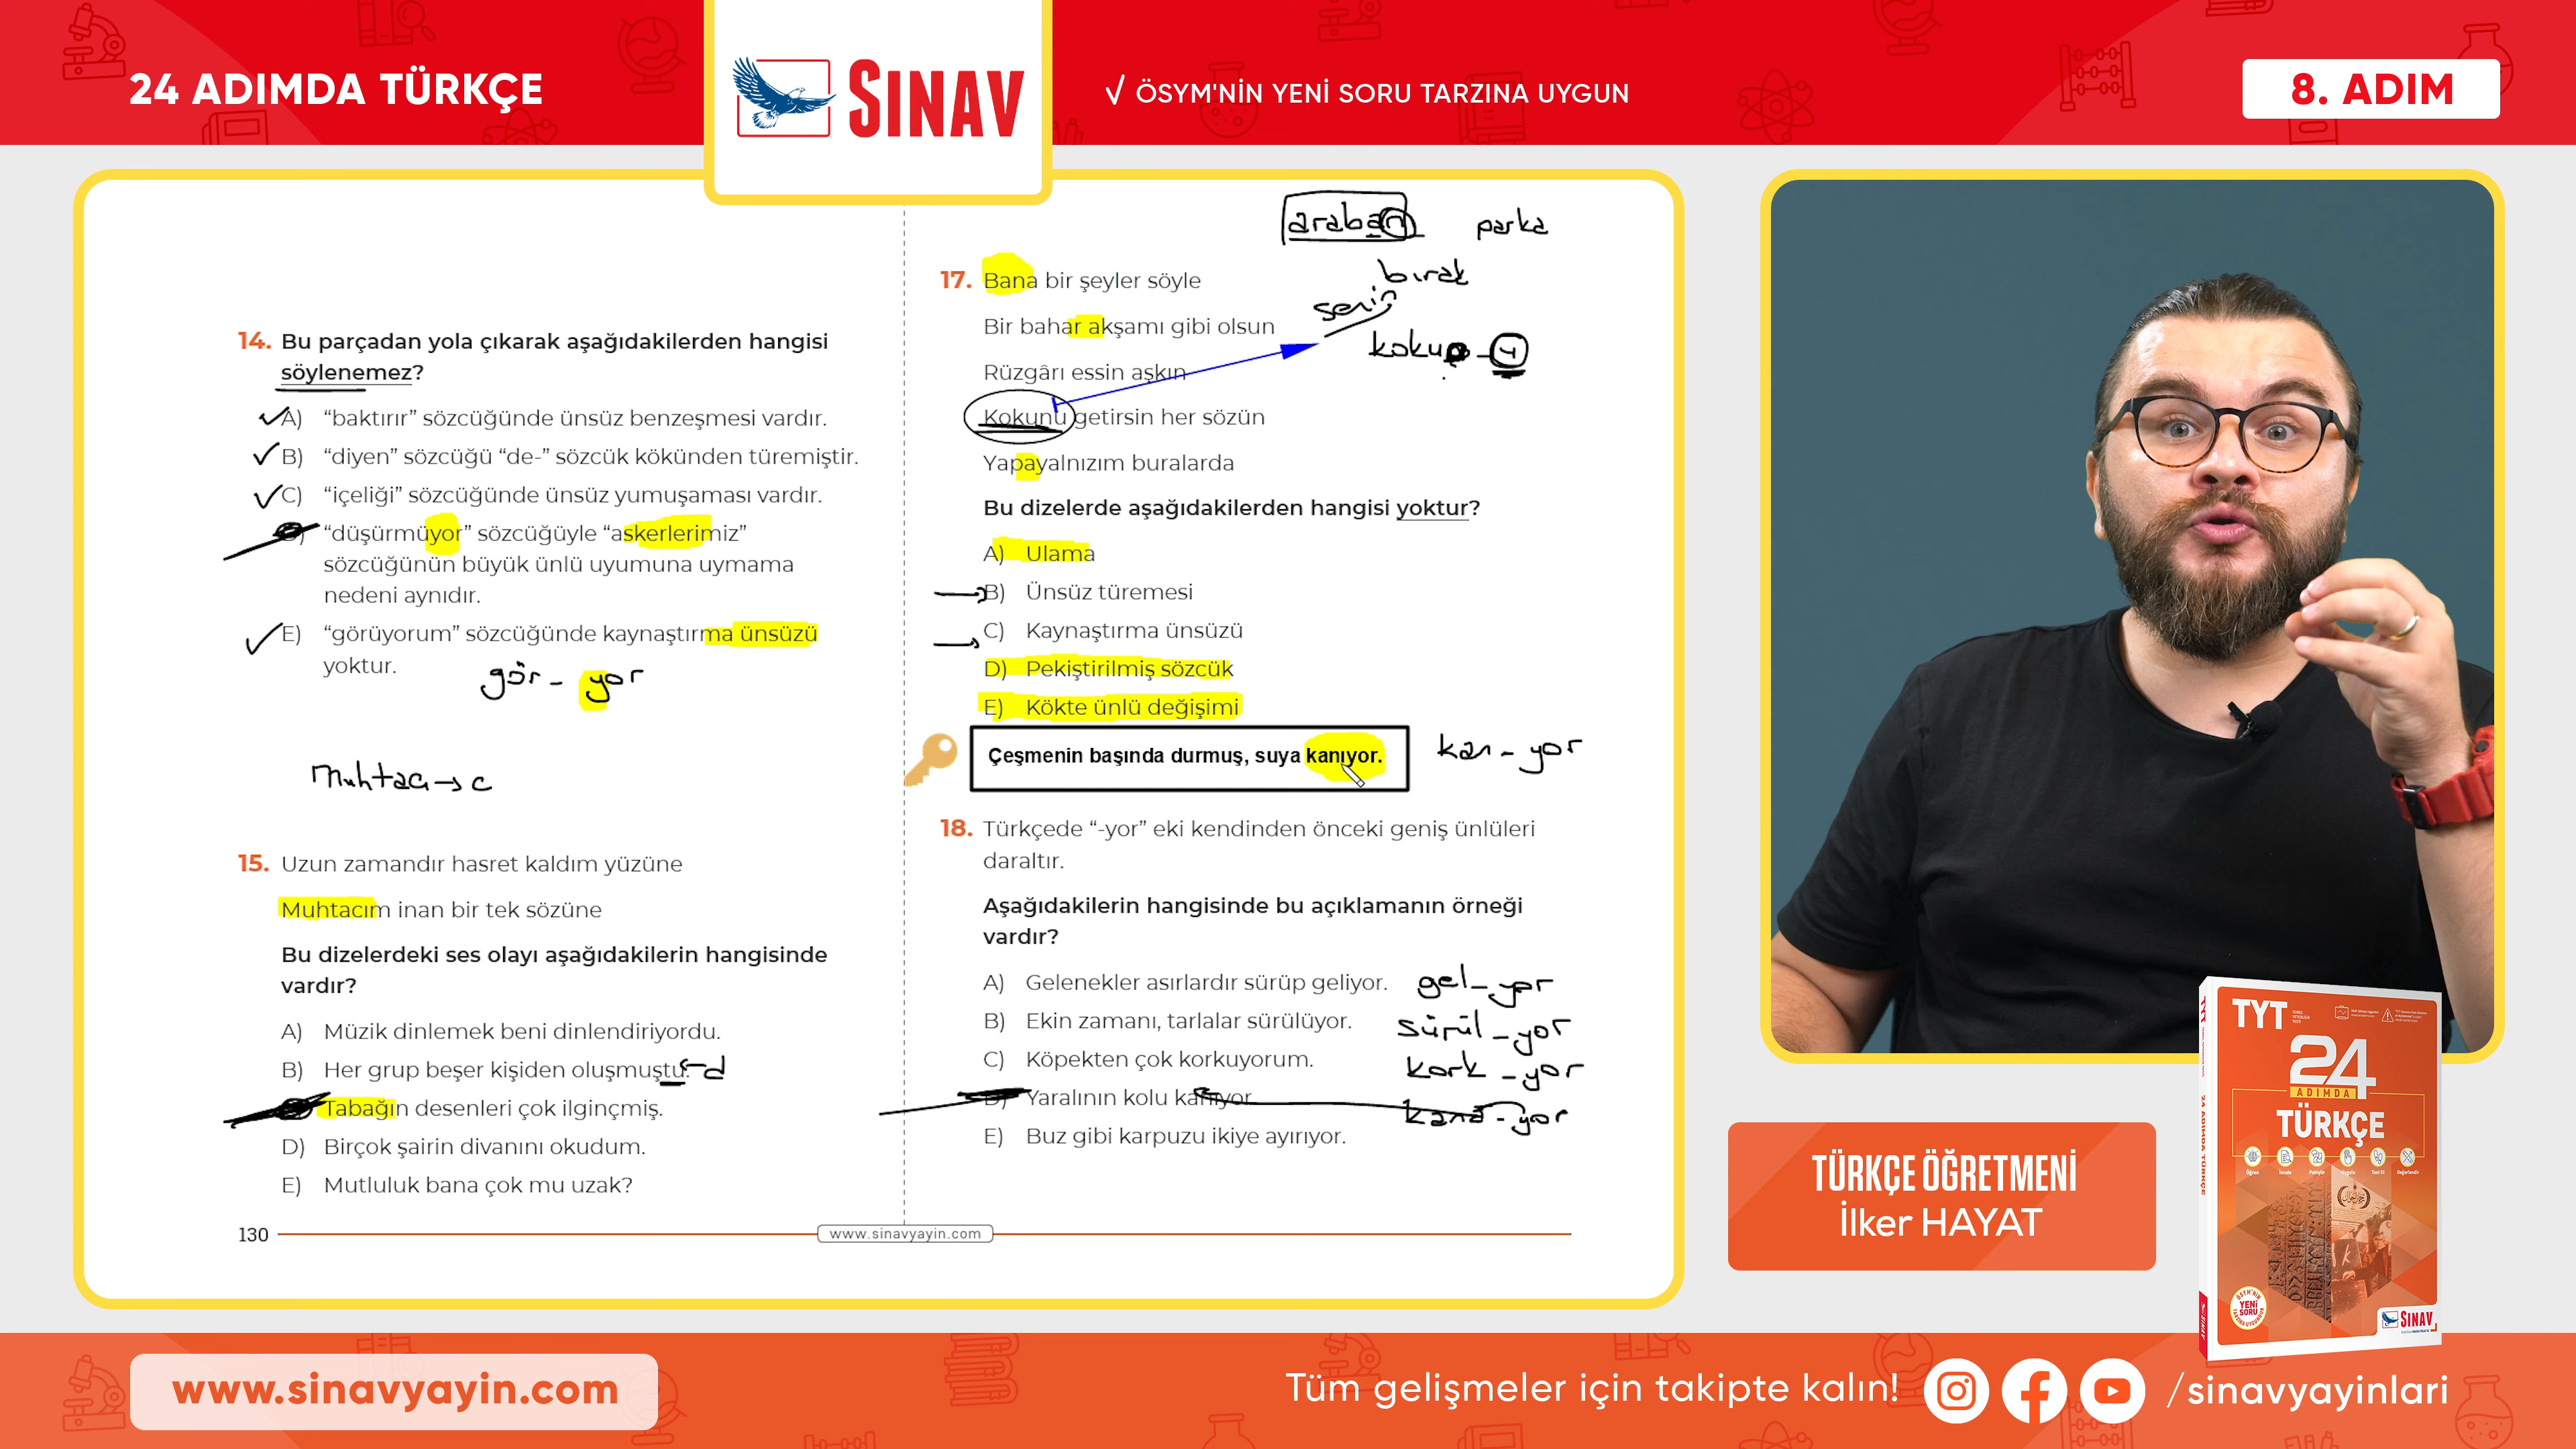 24 ADIMDA TÜRKÇE
SINAV
√ ÖSYM'NİN YENİ SORU TARZINA UYGUN
8. ADIM
14. Bu parçadan yola çıkarak aşağıdakilerden hangisi
söylenemez?
A) “baktırır” sözcüğünde ünsüz benzeşmesi vardır.
B) “diyen” sözcüğü “de-” sözcük kökünden türemiştir.
C) “içeliği” sözcüğünde ünsüz yumuşaması vardır.
D) “düşürmüyor” sözcüğüyle “askerlerimiz”
sözcüğünün büyük ünlü uyumuna uymama
nedeni aynıdır.
E) “görüyorum” sözcüğünde kaynaştırma ünsüzü
yoktur.
gör - yor
muhtaç → c
15. Uzun zamandır hasret kaldım yüzüne
Muhtacım inan bir tek sözüne
Bu dizelerdeki ses olayı aşağıdakilerin hangisinde
vardır?
A) Müzik dinlemek beni dinlendiriyordu.
B) Her grup beşer kişiden oluşmuştu.
Tabağın desenleri çok ilginçmiş.
D) Birçok şairin divanını okudum.
E) Mutluluk bana çok mu uzak?
130
www.sinavyayin.com
araban parka
bırak
senin
17. Bana bir şeyler söyle
Bir bahar akşamı gibi olsun
Rüzgârı essin aşkın
Kokunu getirsin her sözün
Yapayalnızım buralarda
Bu dizelerde aşağıdakilerden hangisi yoktur?
A) Ulama
B) Ünsüz türemesi
C) Kaynaştırma ünsüzü
D) Pekiştirilmiş sözcük
E) Kökte ünlü değişimi
Çeşmenin başında durmuş, suya kanıyor.
kan - yor
18. Türkçede “-yor” eki kendinden önceki geniş ünlüleri
daraltır.
Aşağıdakilerin hangisinde bu açıklamanın örneği
vardır?
A) Gelenekler asırlardır sürüp geliyor. gel - yor
B) Ekin zamanı, tarlalar sürülüyor. sürül - yor
C) Köpekten çok korkuyorum. kork - yor
D) Yaralının kolu kanıyor. kana - yor
E) Buz gibi karpuzu ikiye ayırıyor.
TÜRKÇE ÖĞRETMENİ
İlker HAYAT
TYT
24
ADIMDA
TÜRKÇE
YENİ
SORU
SINAV
www.sinavyayin.com
Tüm gelişmeler için takipte kalın!
/sinavyayinlari